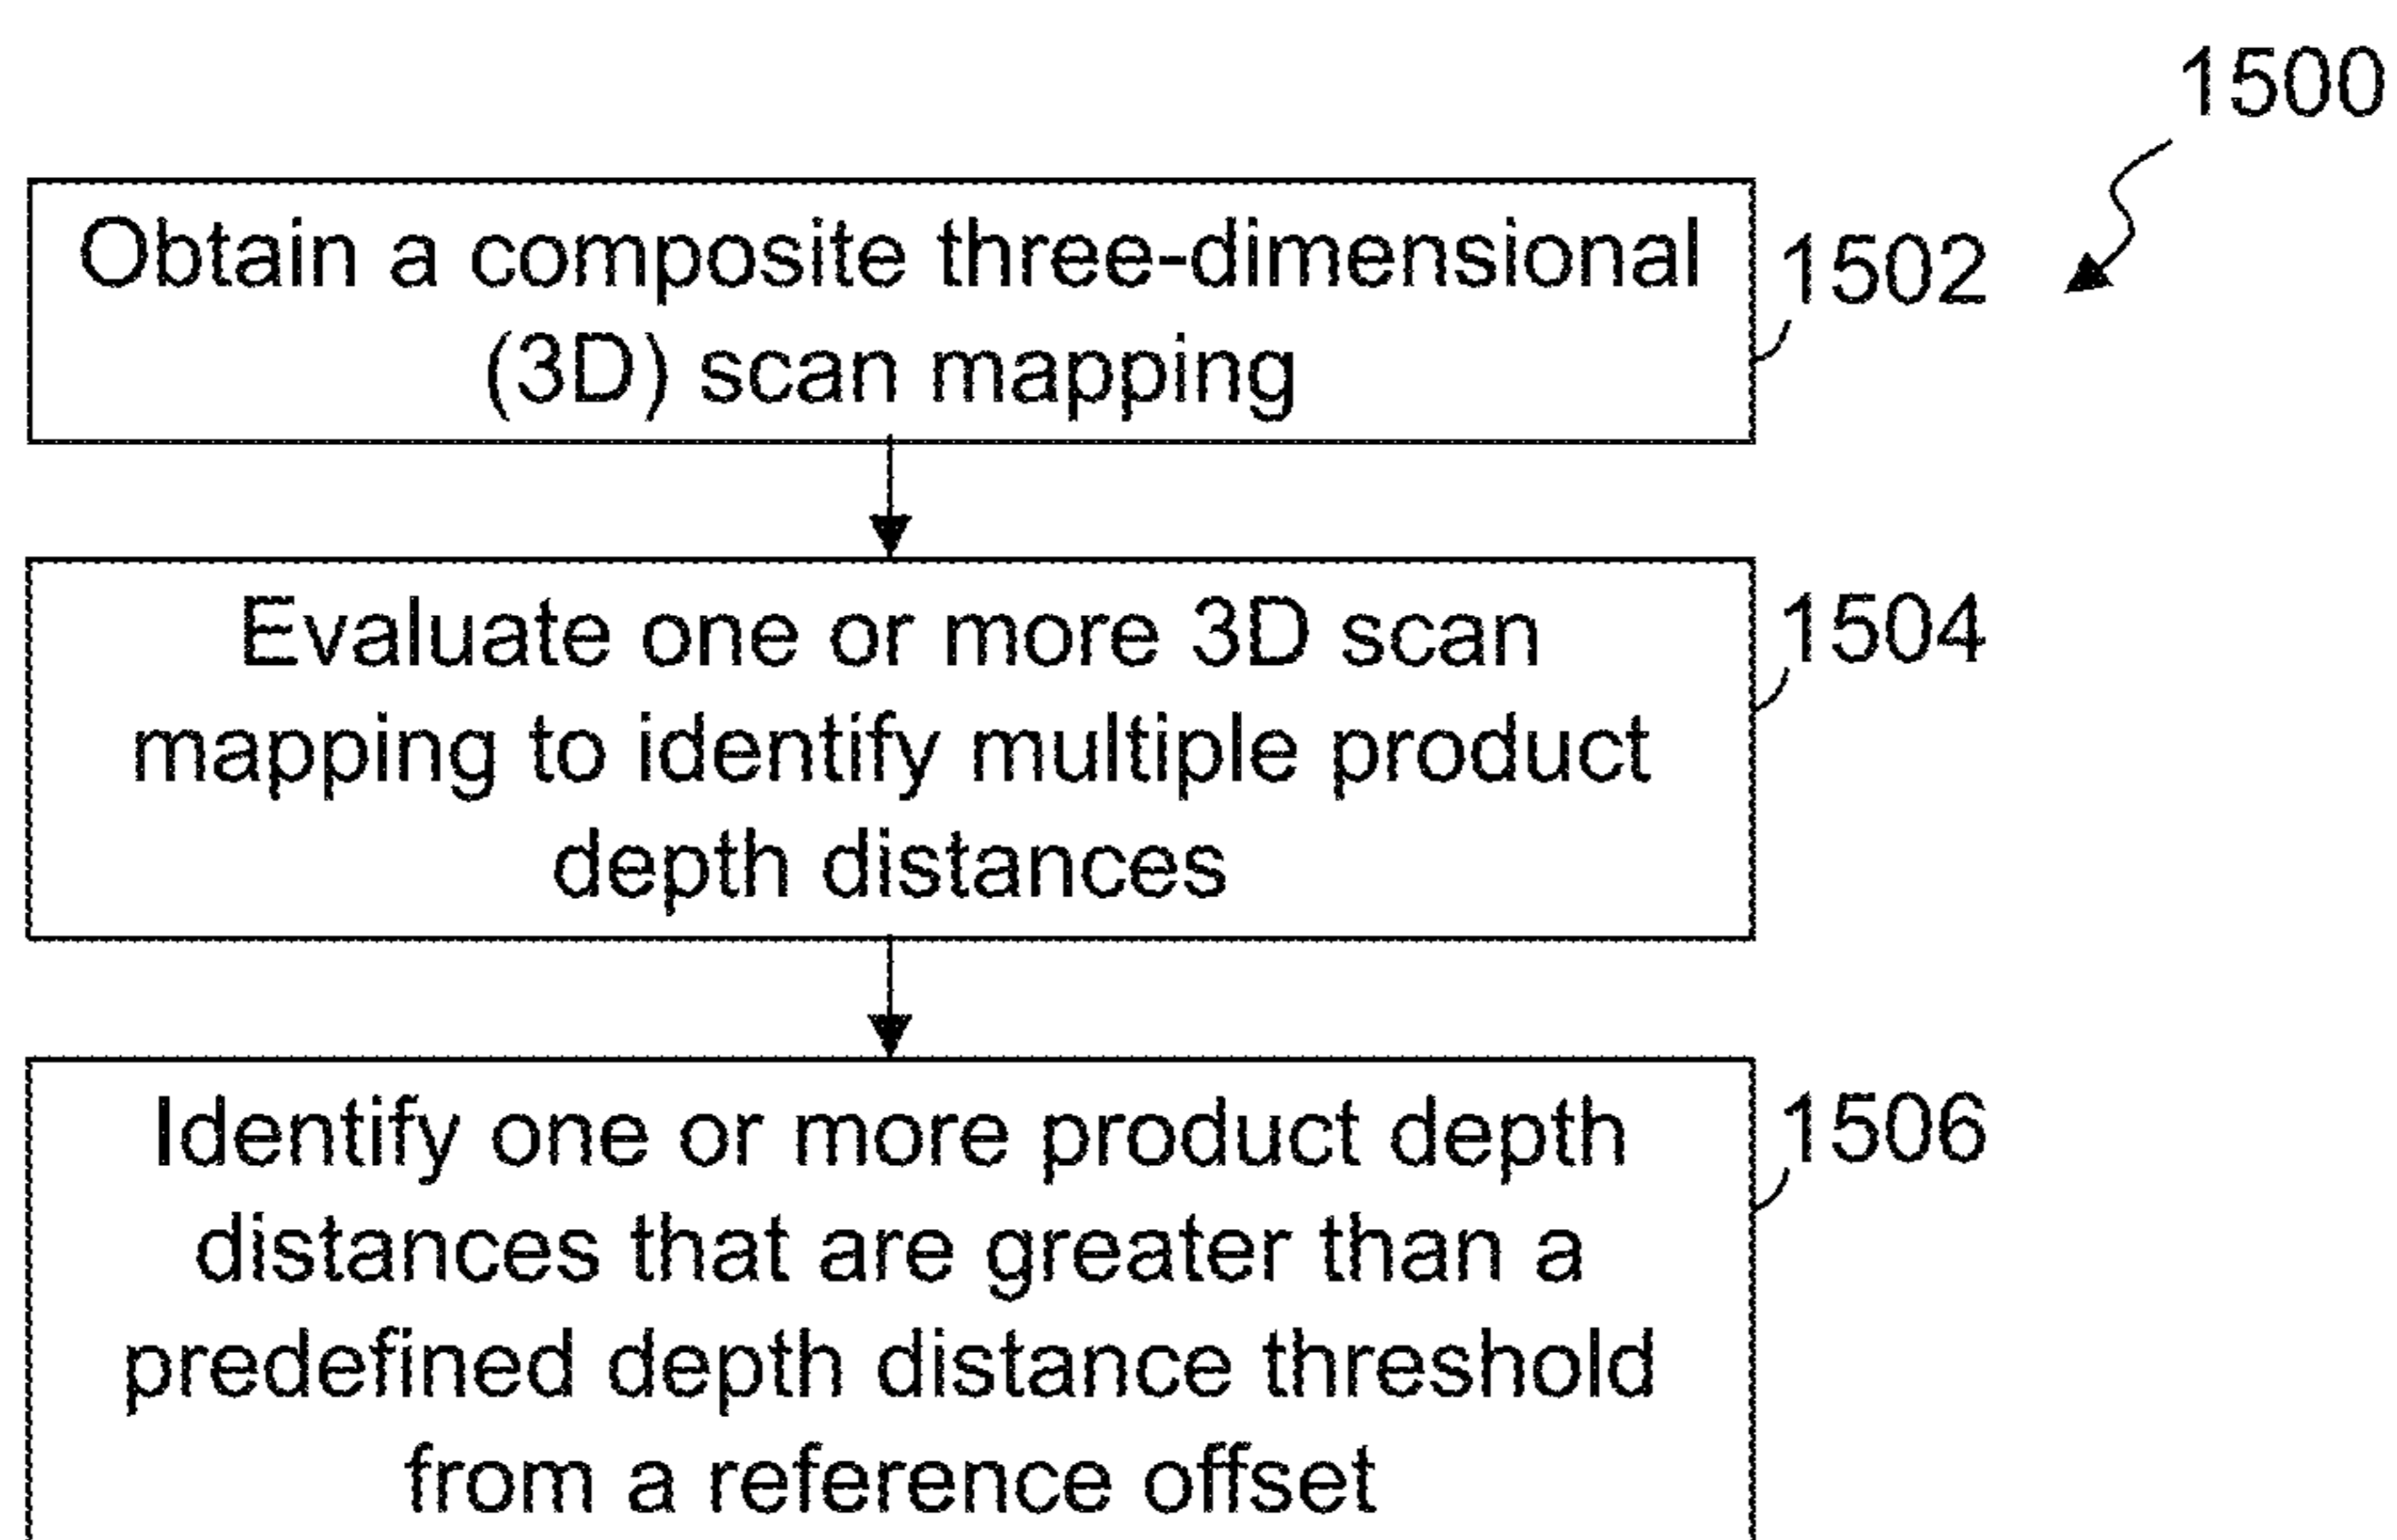 1500
Obtain a composite three-dimensional
(3D) scan mapping
1502
Evaluate one or more 3D scan
mapping to identify multiple product
depth distances
1504
Identify one or more product depth
distances that are greater than a
predefined depth distance threshold
from a reference offset
1506